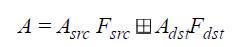 A = A_src F_src ⊞ A_dst F_dst